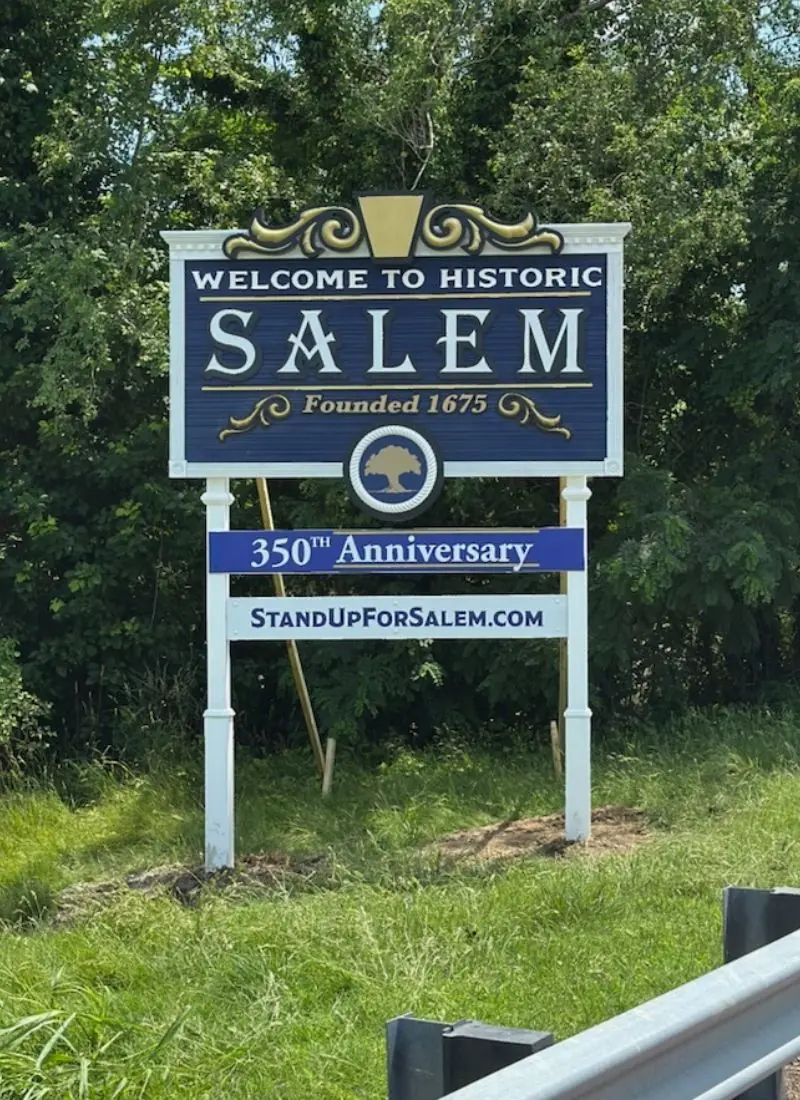 WELCOME TO HISTORIC
SALEM
Founded 1675
350TH Anniversary
STANDUPFORSALEM.COM